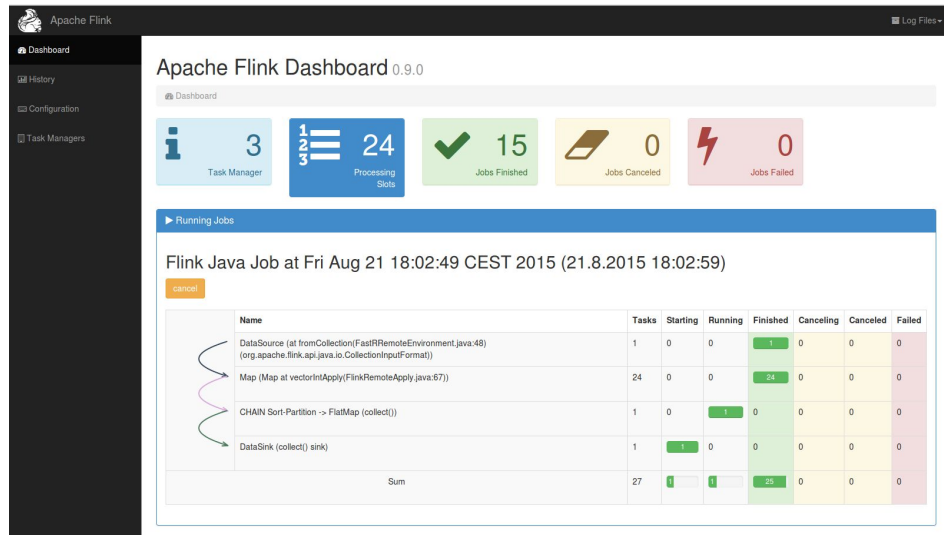 Apache Flink
Log Files
Dashboard
History
Configuration
Task Managers
Apache Flink Dashboard 0.9.0
Dashboard
3
Task Manager
1
2
3
24
Processing
Slots
15
Jobs Finished
0
Jobs Canceled
0
Jobs Failed
Running Jobs
Flink Java Job at Fri Aug 21 18:02:49 CEST 2015 (21.8.2015 18:02:59)
cancel
Name Tasks Starting Running Finished Canceling Canceled Failed
DataSource (at fromCollection(FastRRemoteEnvironment.java:48) 1 0 0 1 0 0 0
(org.apache.flink.api.java.io.CollectionInputFormat))
Map (Map at vectorIntApply(FlinkRemoteApply.java:67)) 24 0 0 24 0 0 0
CHAIN Sort-Partition -> FlatMap (collect()) 1 0 1 0 0 0 0
DataSink (collect() sink) 1 1 0 0 0 0 0
Sum 27 1 1 25 0 0 0